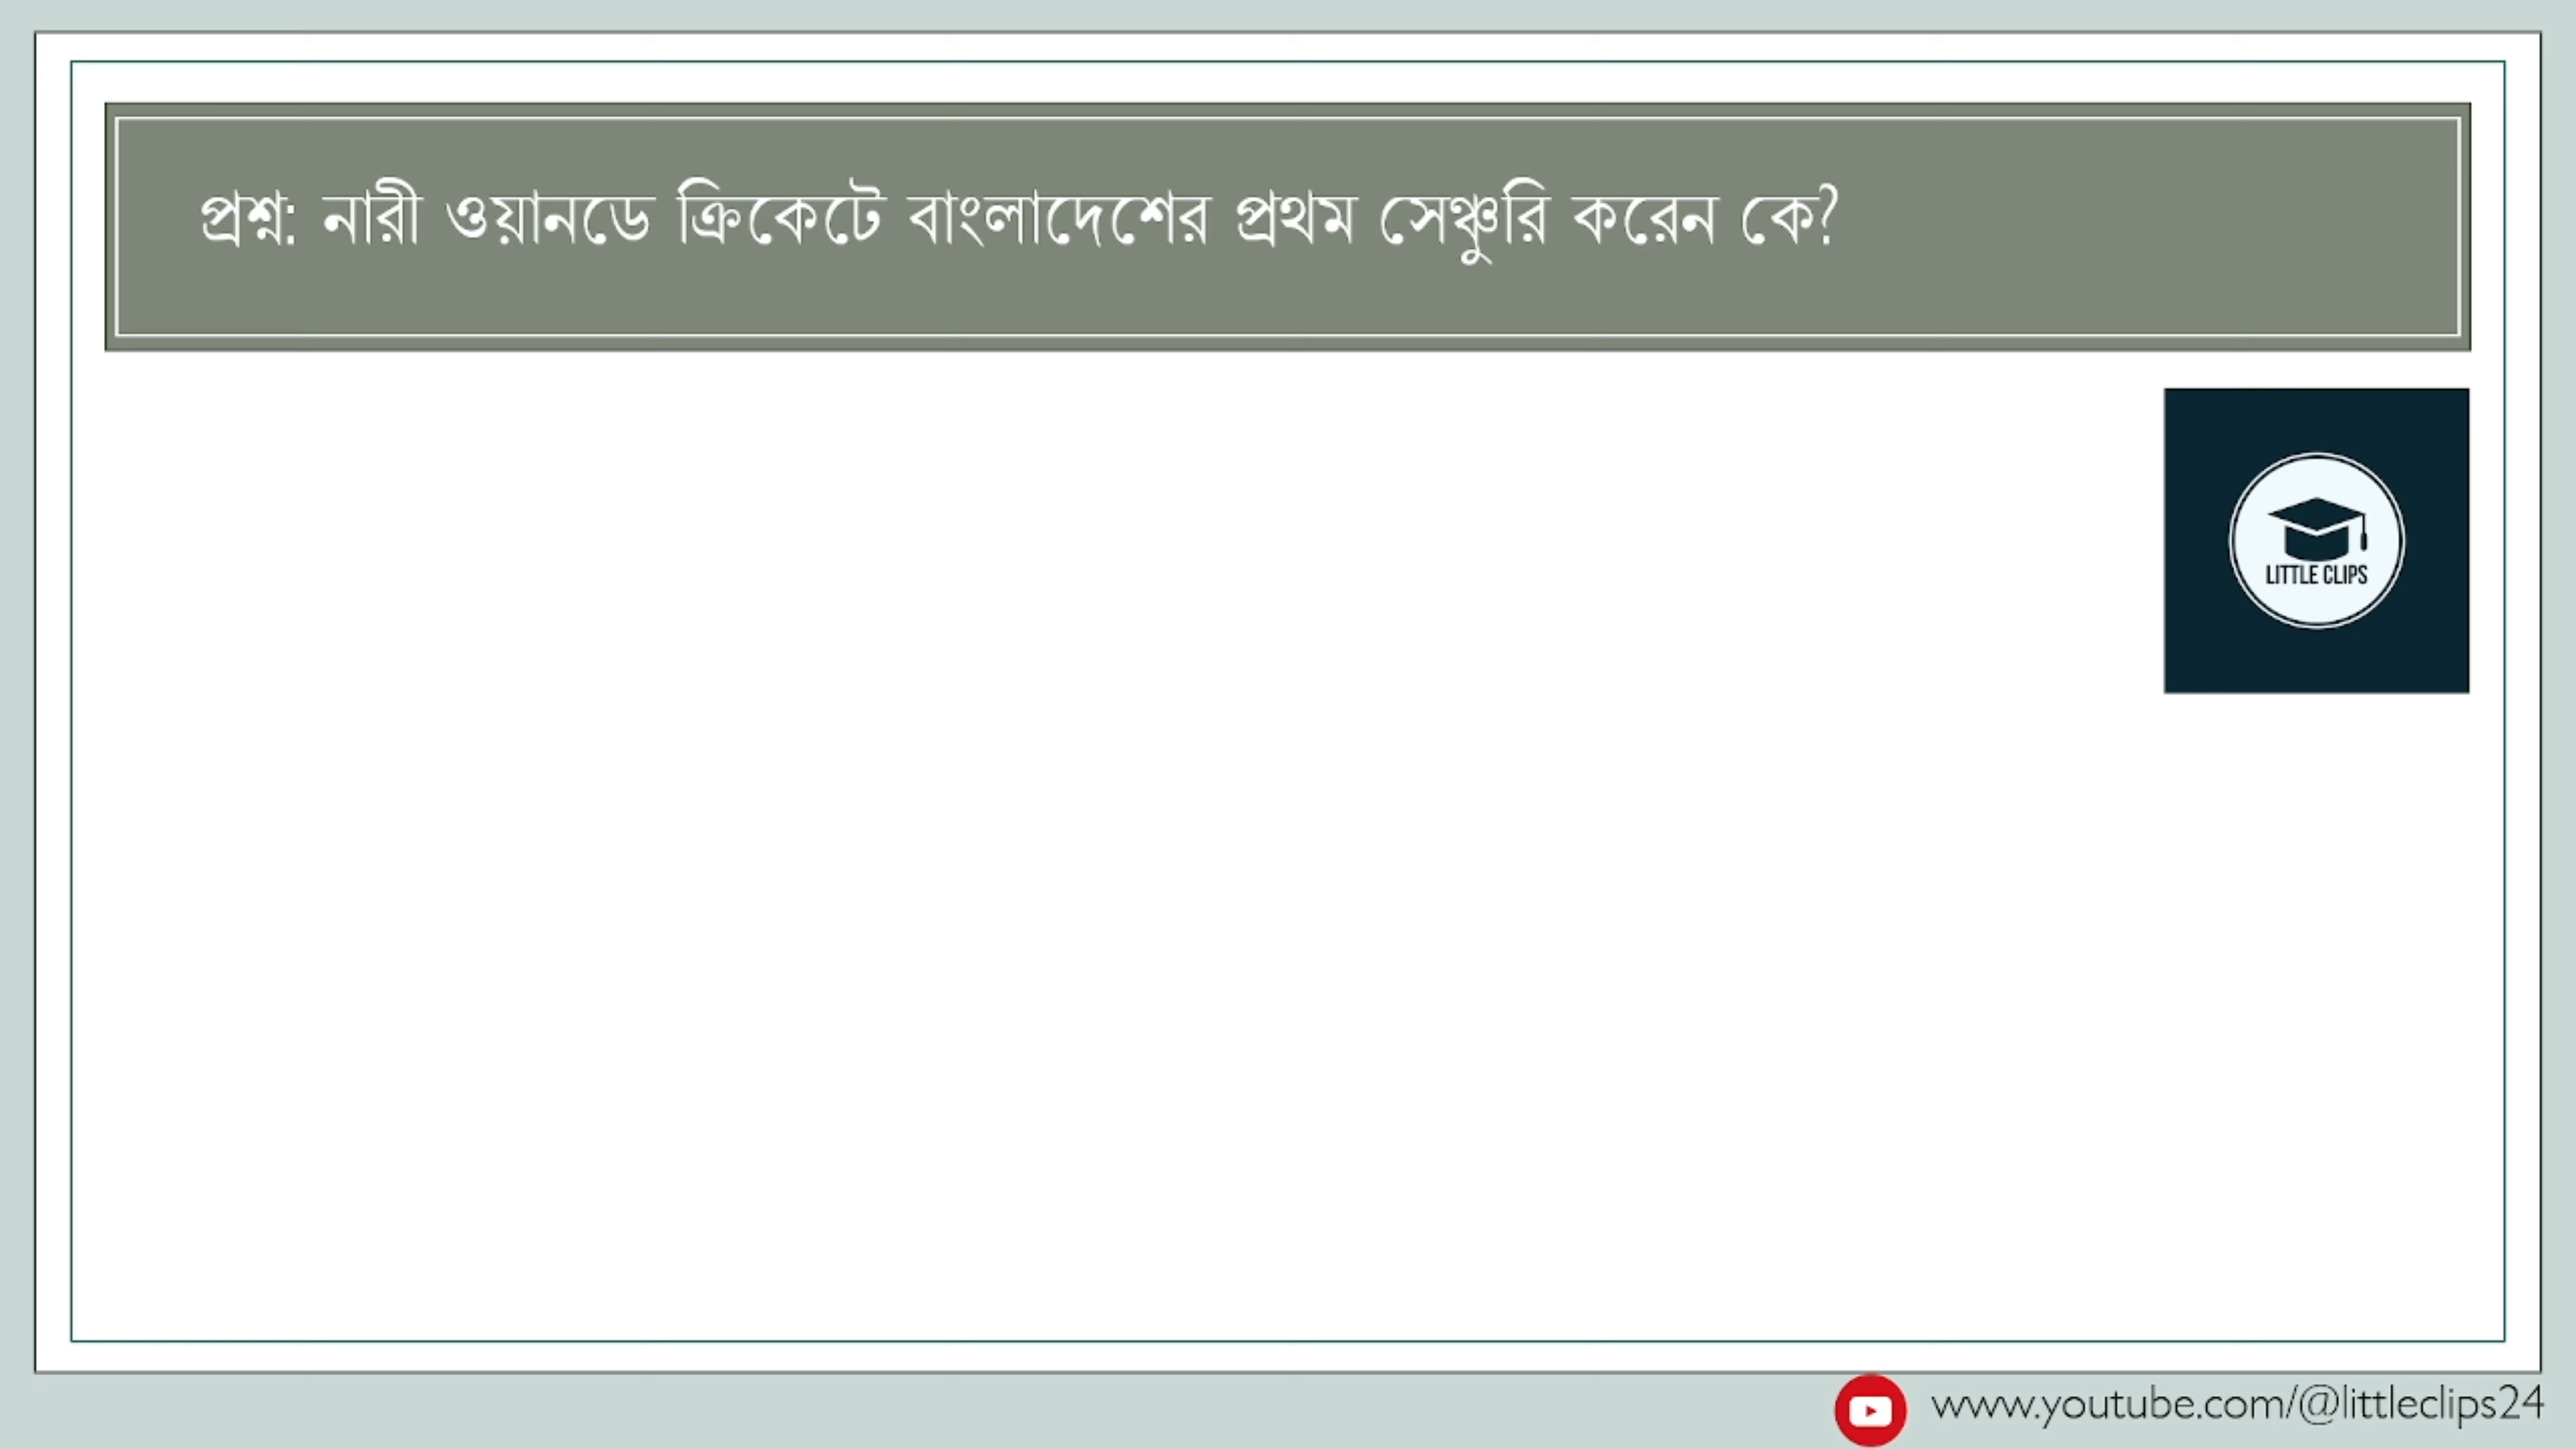 প্রশ্ন: নারী ওয়ানডে ক্রিকেটে বাংলাদেশের প্রথম সেঞ্চুরি করেন কে?
LITTLE CLIPS
www.youtube.com/@littleclips24